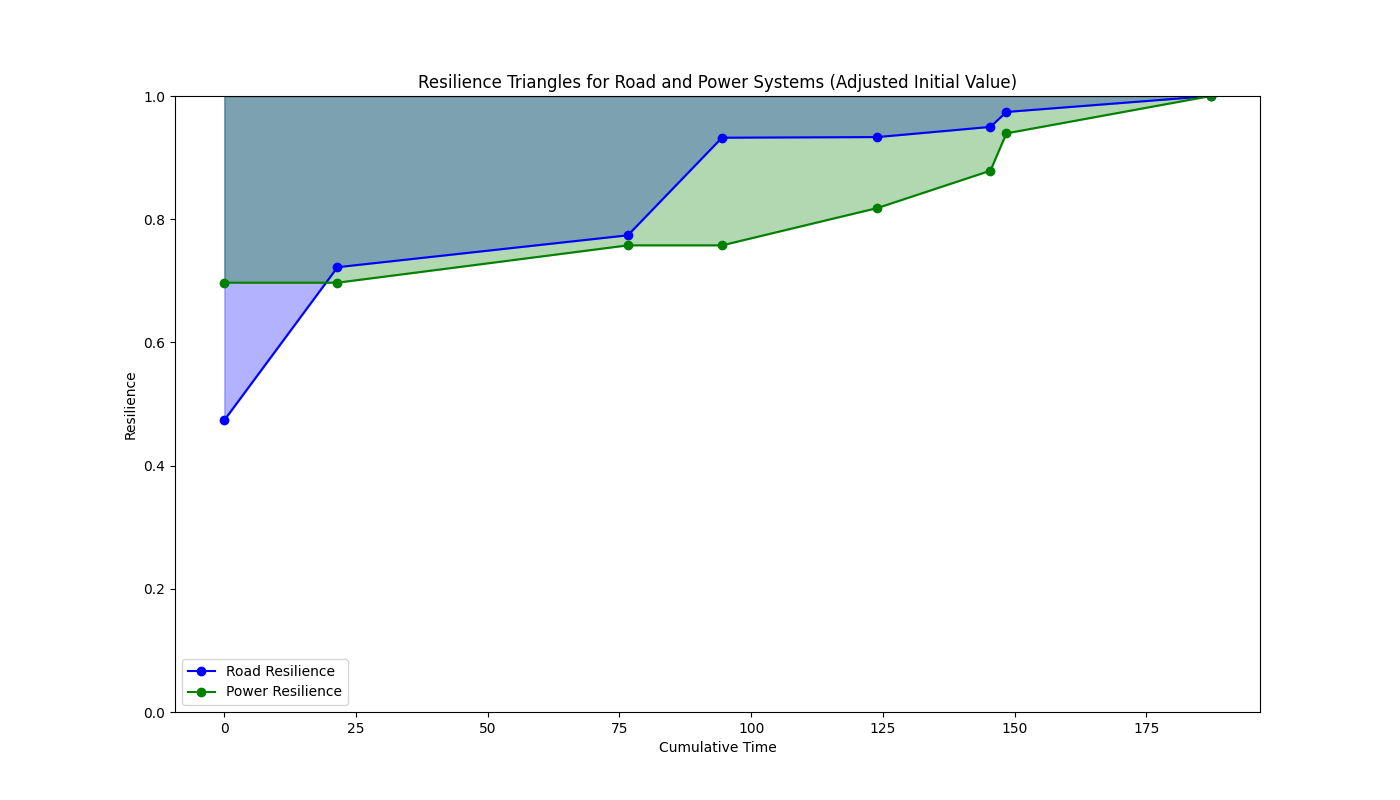 Resilience Triangles for Road and Power Systems (Adjusted Initial Value)
1.0
0.8
0.6
0.4
0.2
0.0
Resilience
Road Resilience
Power Resilience
0 25 50 75 100 125 150 175
Cumulative Time